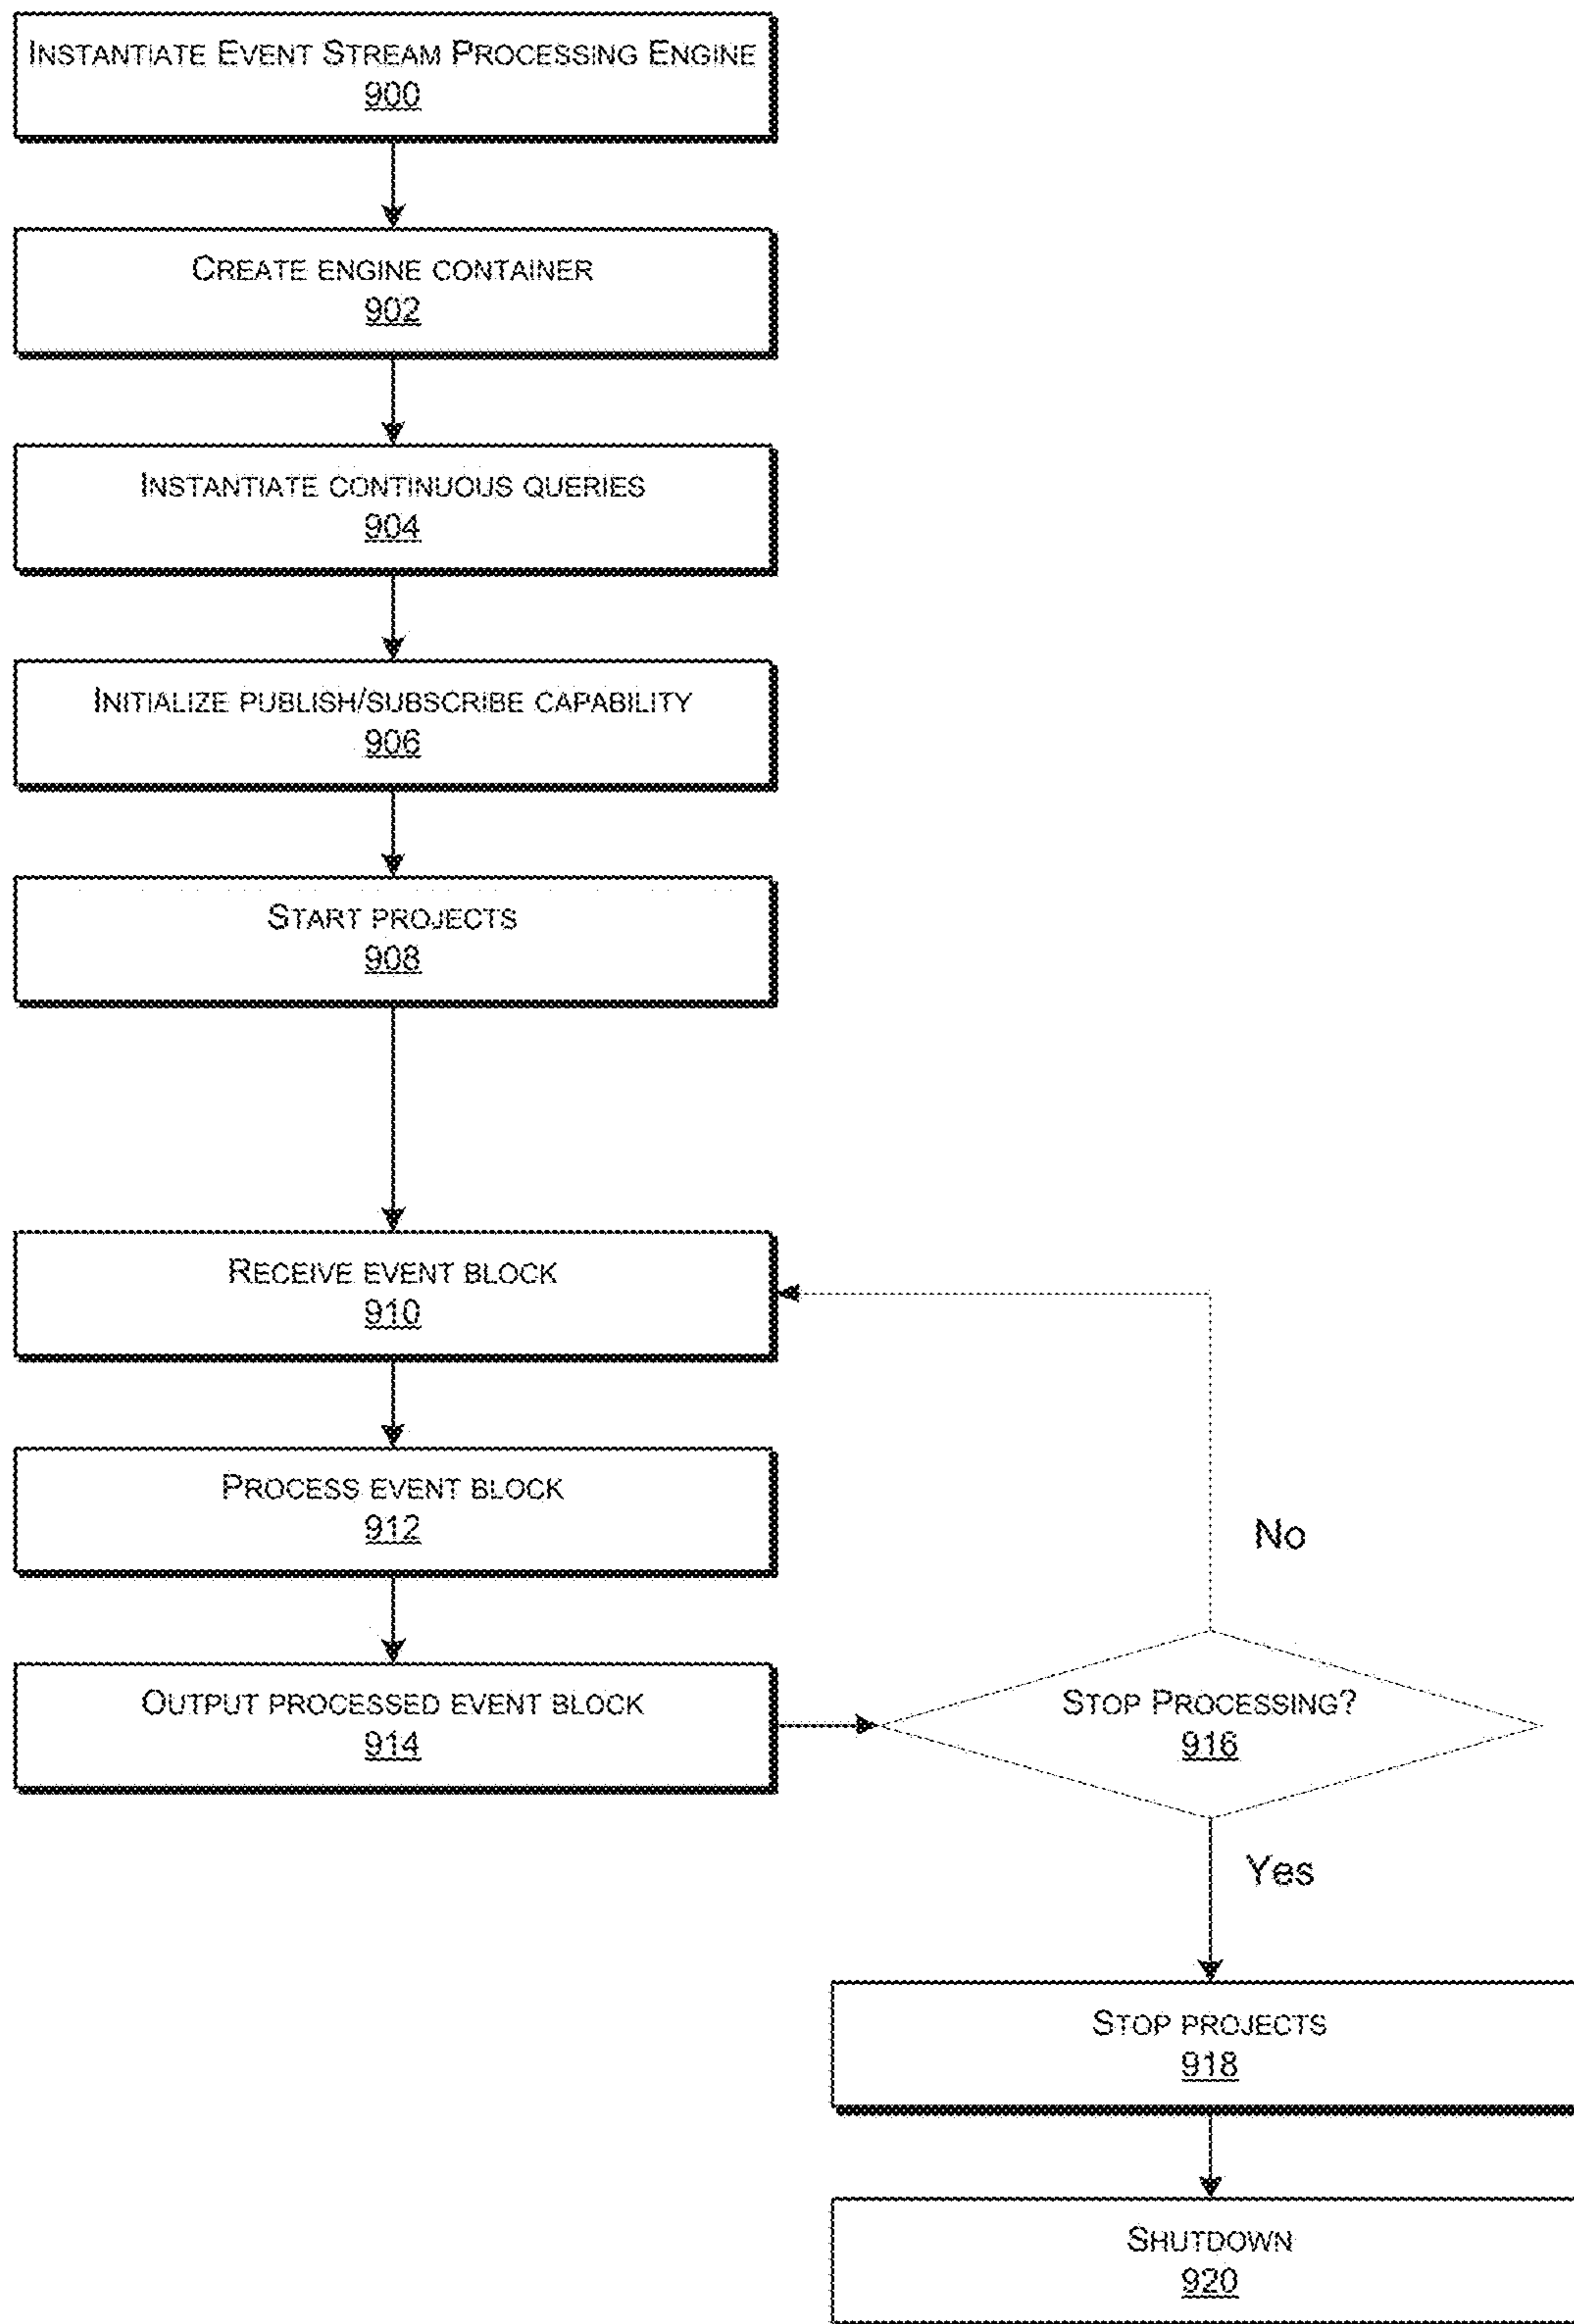 INSTANTIATE EVENT STREAM PROCESSING ENGINE
900
CREATE ENGINE CONTAINER
902
INSTANTIATE CONTINUOUS QUERIES
904
INITIALIZE PUBLISH/SUBSCRIBE CAPABILITY
906
START PROJECTS
908
RECEIVE EVENT BLOCK
910
PROCESS EVENT BLOCK
912
No
OUTPUT PROCESSED EVENT BLOCK
914
STOP PROCESSING?
916
Yes
STOP PROJECTS
918
SHUTDOWN
920